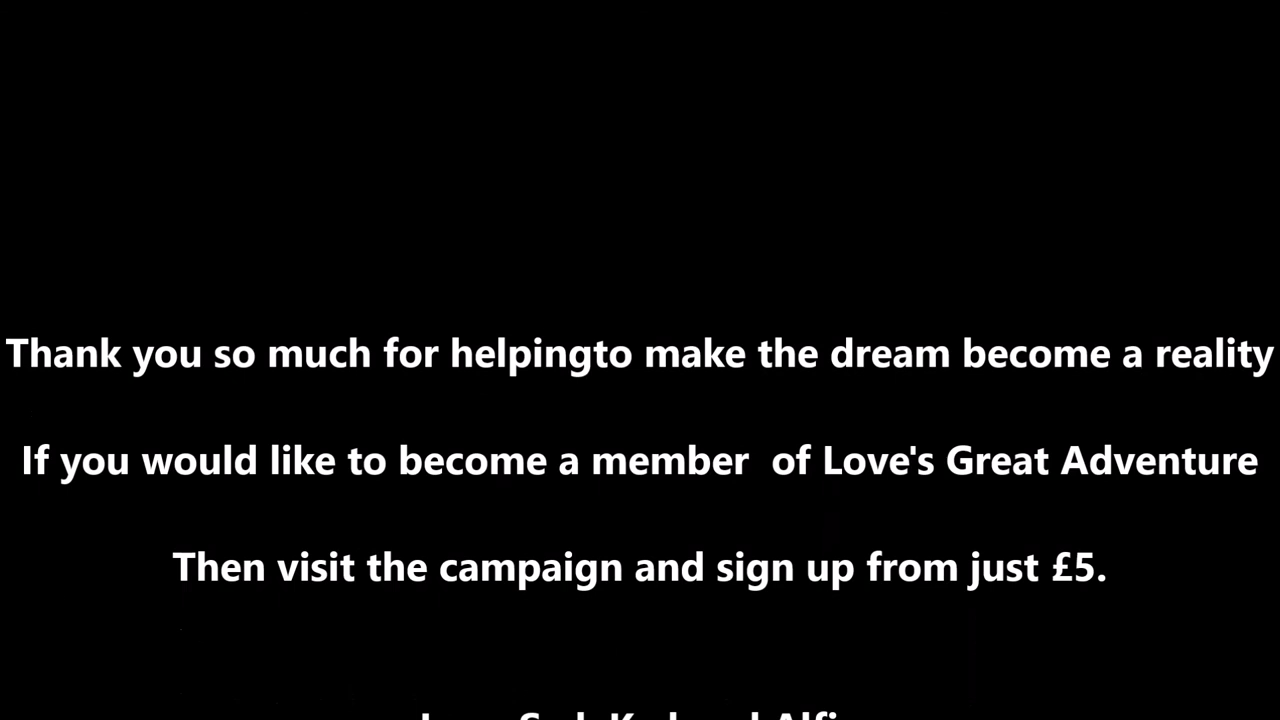 Thank you so much for helpingto make the dream become a reality
If you would like to become a member  of Love's Great Adventure
Then visit the campaign and sign up from just £5.